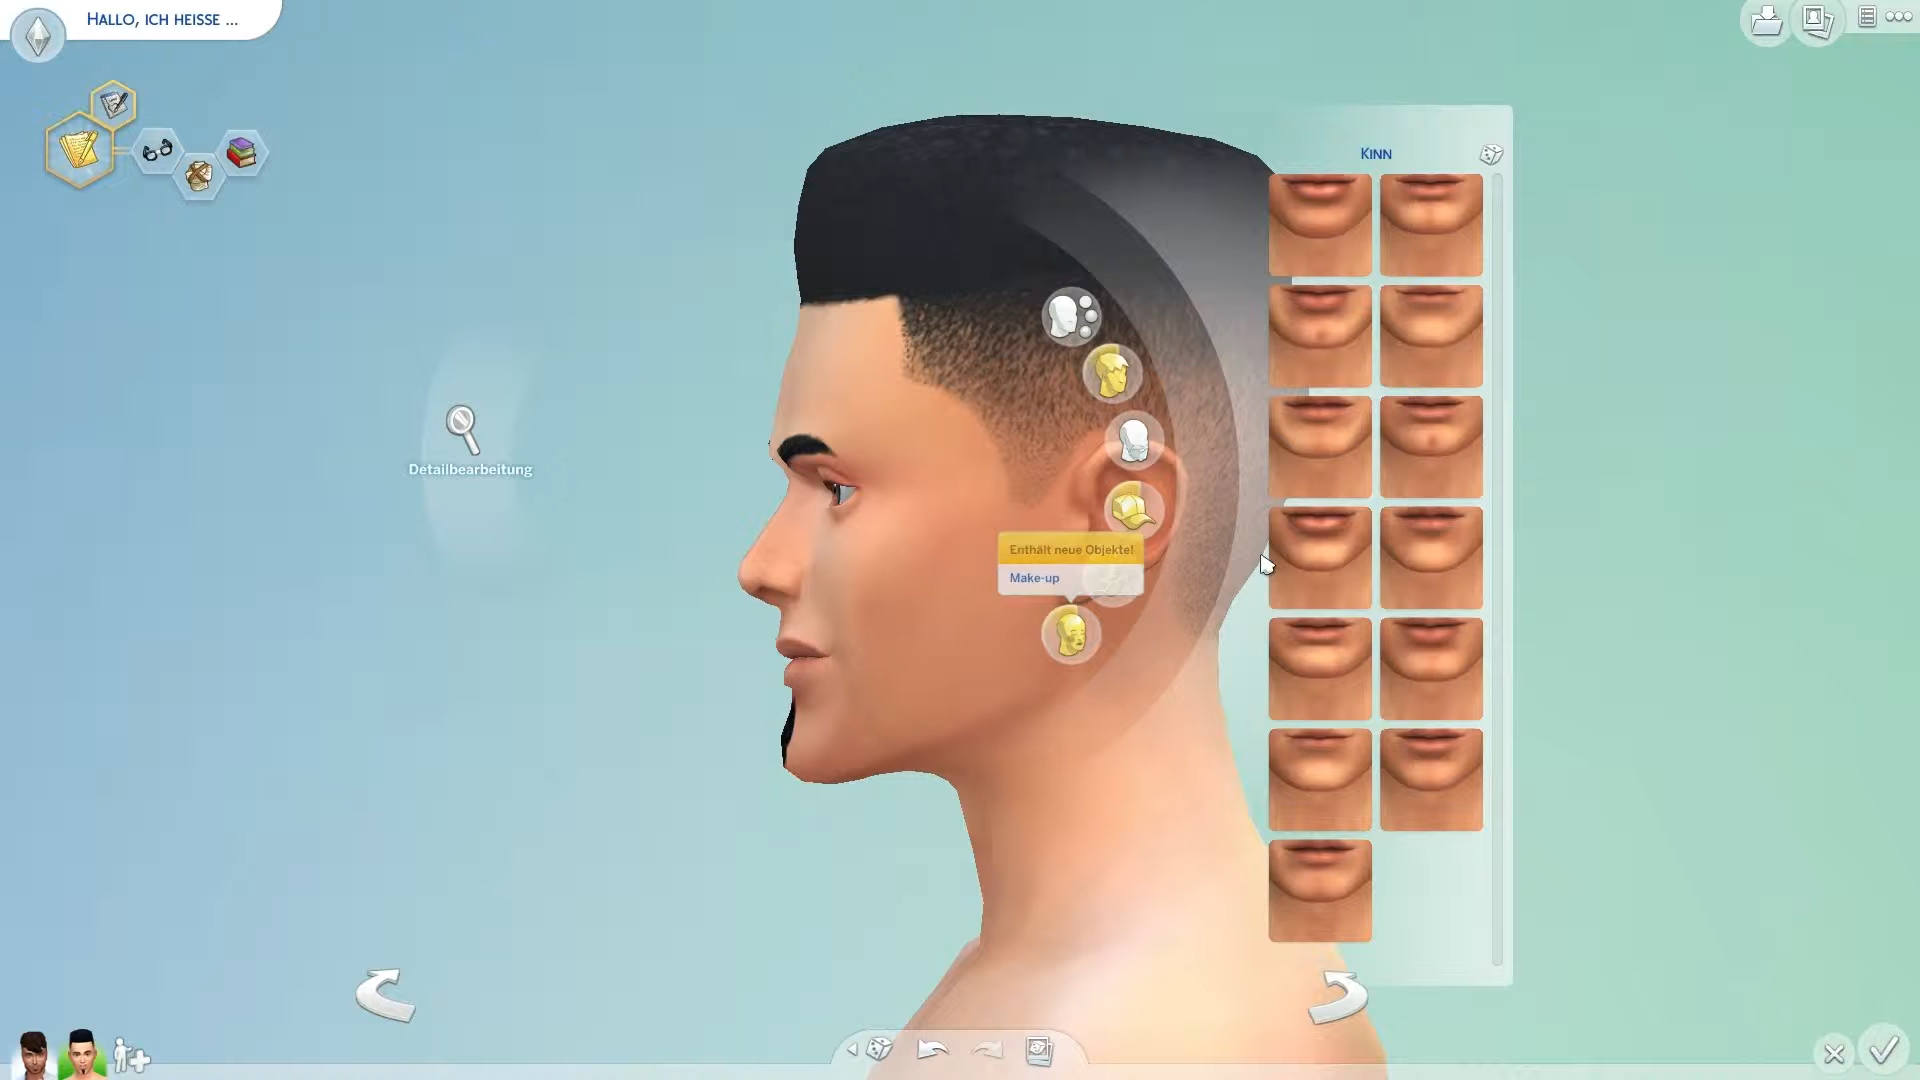 HALLO, ICH HEISSE ...
KINN
Detailbearbeitung
Enthält neue Objekte!
Make-up